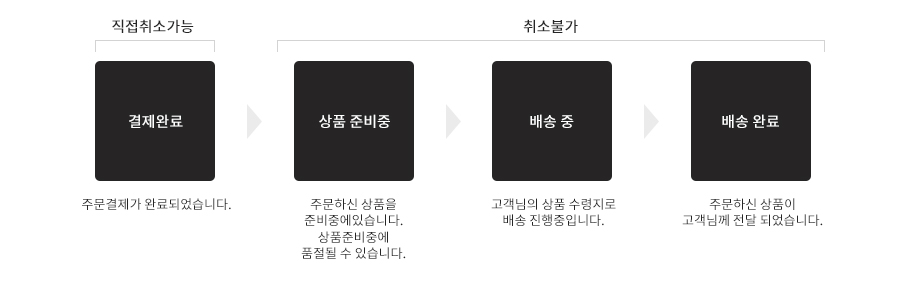 직접취소가능
취소불가
결제완료
상품 준비중
배송 중
배송 완료
주문결제가 완료되었습니다.
주문하신 상품을
준비중에있습니다.
상품준비중에
품절될 수 있습니다.
고객님의 상품 수령지로
배송 진행중입니다.
주문하신 상품이
고객님께 전달 되었습니다.